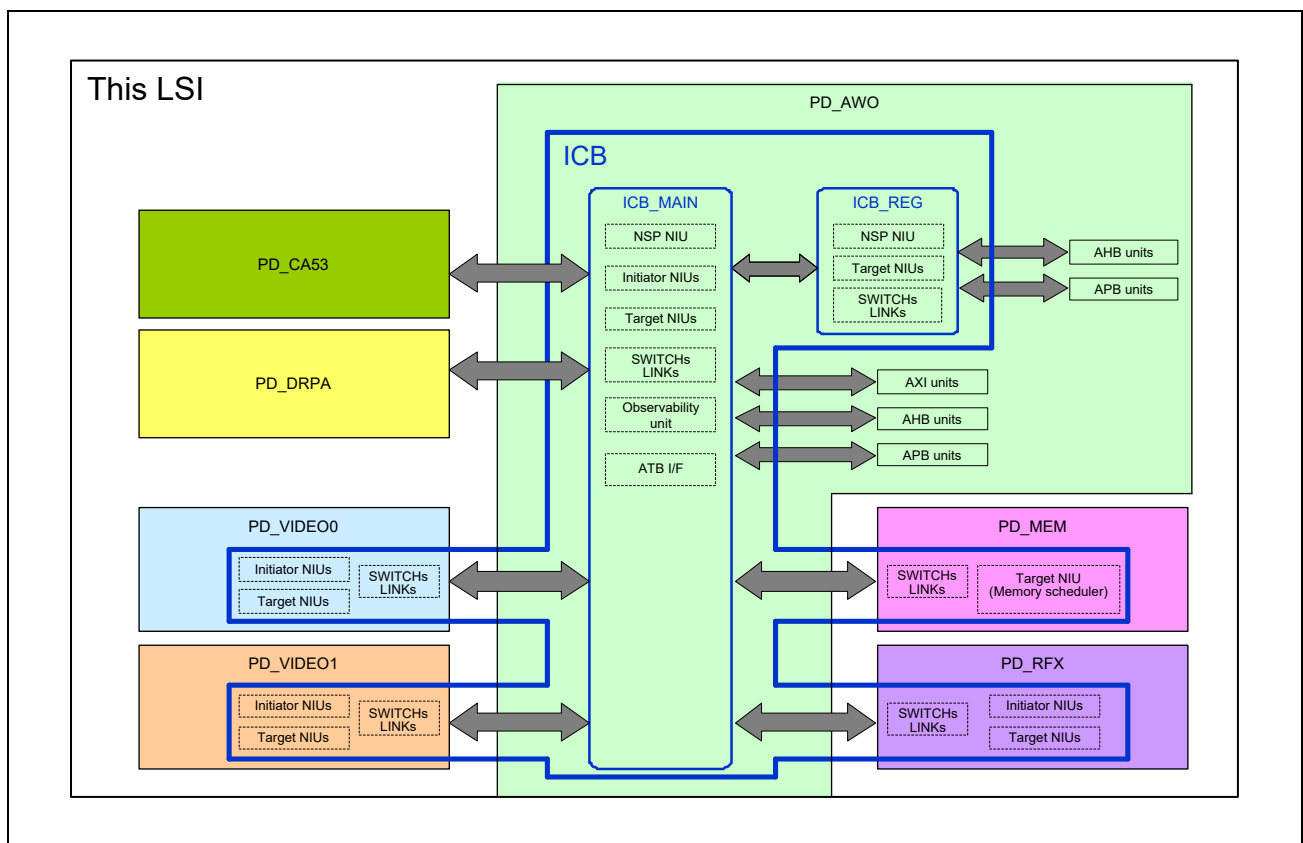 This LSI
PD_AWO
ICB
ICB_MAIN
NSP NIU
Initiator NIUs
Target NIUs
SWITCHs
LINKs
Observability
unit
ATB I/F
ICB_REG
NSP NIU
Target NIUs
SWITCHs
LINKs
AHB units
APB units
AXI units
AHB units
APB units
PD_CA53
PD_DRPA
PD_VIDEO0
Initiator NIUs
Target NIUs
SWITCHs
LINKs
PD_VIDEO1
Initiator NIUs
Target NIUs
SWITCHs
LINKs
PD_MEM
SWITCHs
LINKs
Target NIU
(Memory scheduler)
PD_RFX
SWITCHs
LINKs
Initiator NIUs
Target NIUs